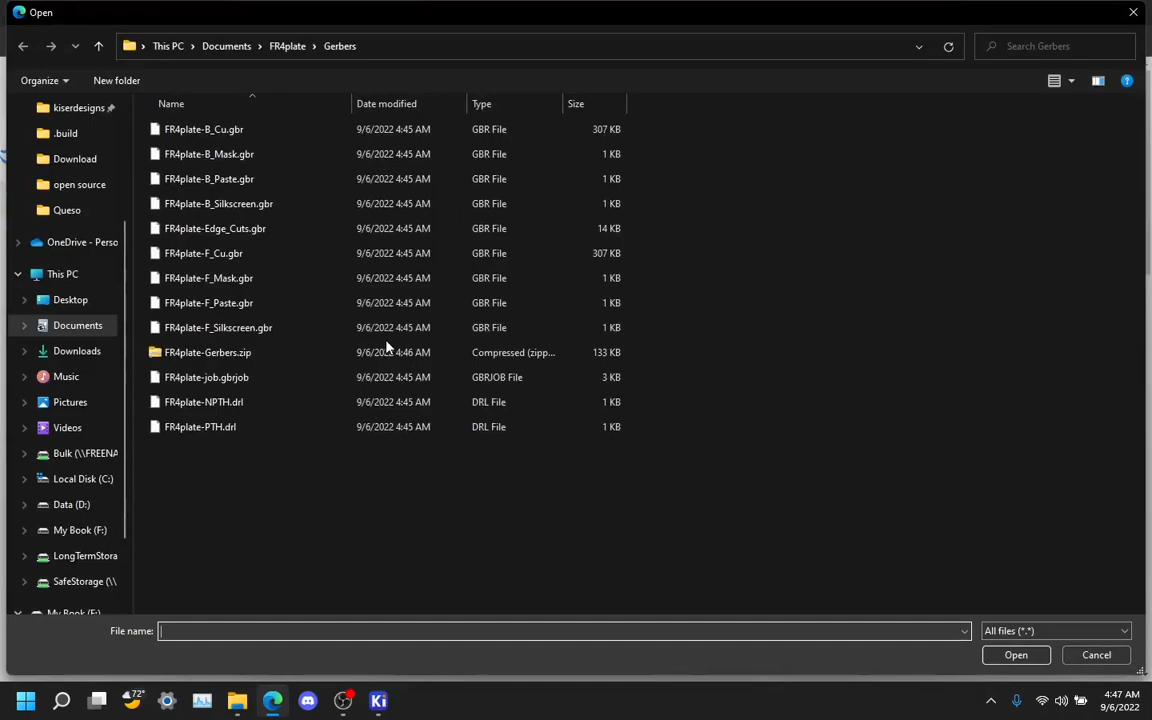 Open
This PC > Documents > FR4plate > Gerbers
Search Gerbers
Organize
New folder
kiserdesigns
.build
Download
open source
Queso
OneDrive - Perso
This PC
Desktop
Documents
Downloads
Music
Pictures
Videos
Bulk (\\FREENA
Local Disk (C:)
Data (D:)
My Book (F:)
LongTermStora
SafeStorage (\\
My Book (F:)
Name Date modified Type Size
FR4plate-B_Cu.gbr 9/6/2022 4:45 AM GBR File 307 KB
FR4plate-B_Mask.gbr 9/6/2022 4:45 AM GBR File 1 KB
FR4plate-B_Paste.gbr 9/6/2022 4:45 AM GBR File 1 KB
FR4plate-B_Silkscreen.gbr 9/6/2022 4:45 AM GBR File 1 KB
FR4plate-Edge_Cuts.gbr 9/6/2022 4:45 AM GBR File 14 KB
FR4plate-F_Cu.gbr 9/6/2022 4:45 AM GBR File 307 KB
FR4plate-F_Mask.gbr 9/6/2022 4:45 AM GBR File 1 KB
FR4plate-F_Paste.gbr 9/6/2022 4:45 AM GBR File 1 KB
FR4plate-F_Silkscreen.gbr 9/6/2022 4:45 AM GBR File 1 KB
FR4plate-Gerbers.zip 9/6/2022 4:46 AM Compressed (zipp... 133 KB
FR4plate-job.gbrjob 9/6/2022 4:45 AM GBRJOB File 3 KB
FR4plate-NPTH.drl 9/6/2022 4:45 AM DRL File 1 KB
FR4plate-PTH.drl 9/6/2022 4:45 AM DRL File 1 KB
File name:
All files (*.*)
Open
Cancel
72°
Ki
4:47 AM
9/6/2022